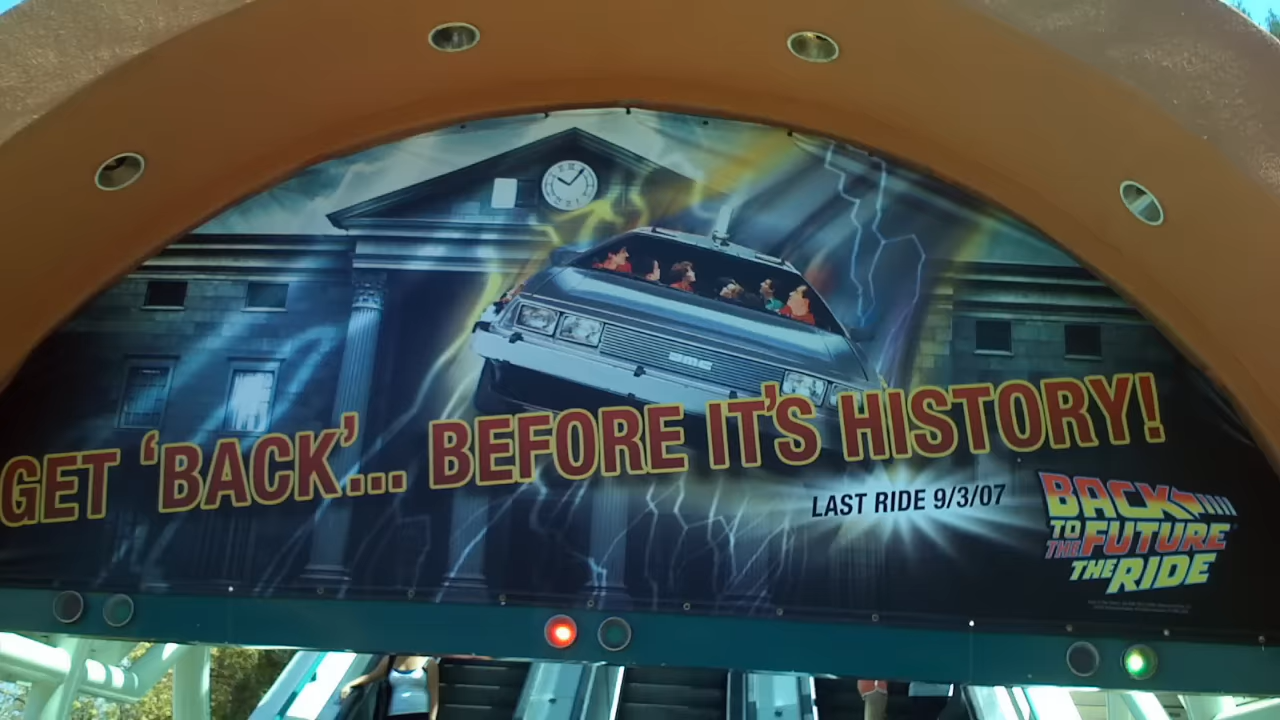 GET 'BACK'... BEFORE IT'S HISTORY!
LAST RIDE 9/3/07
BACK
TO
THE FUTURE
THE RIDE